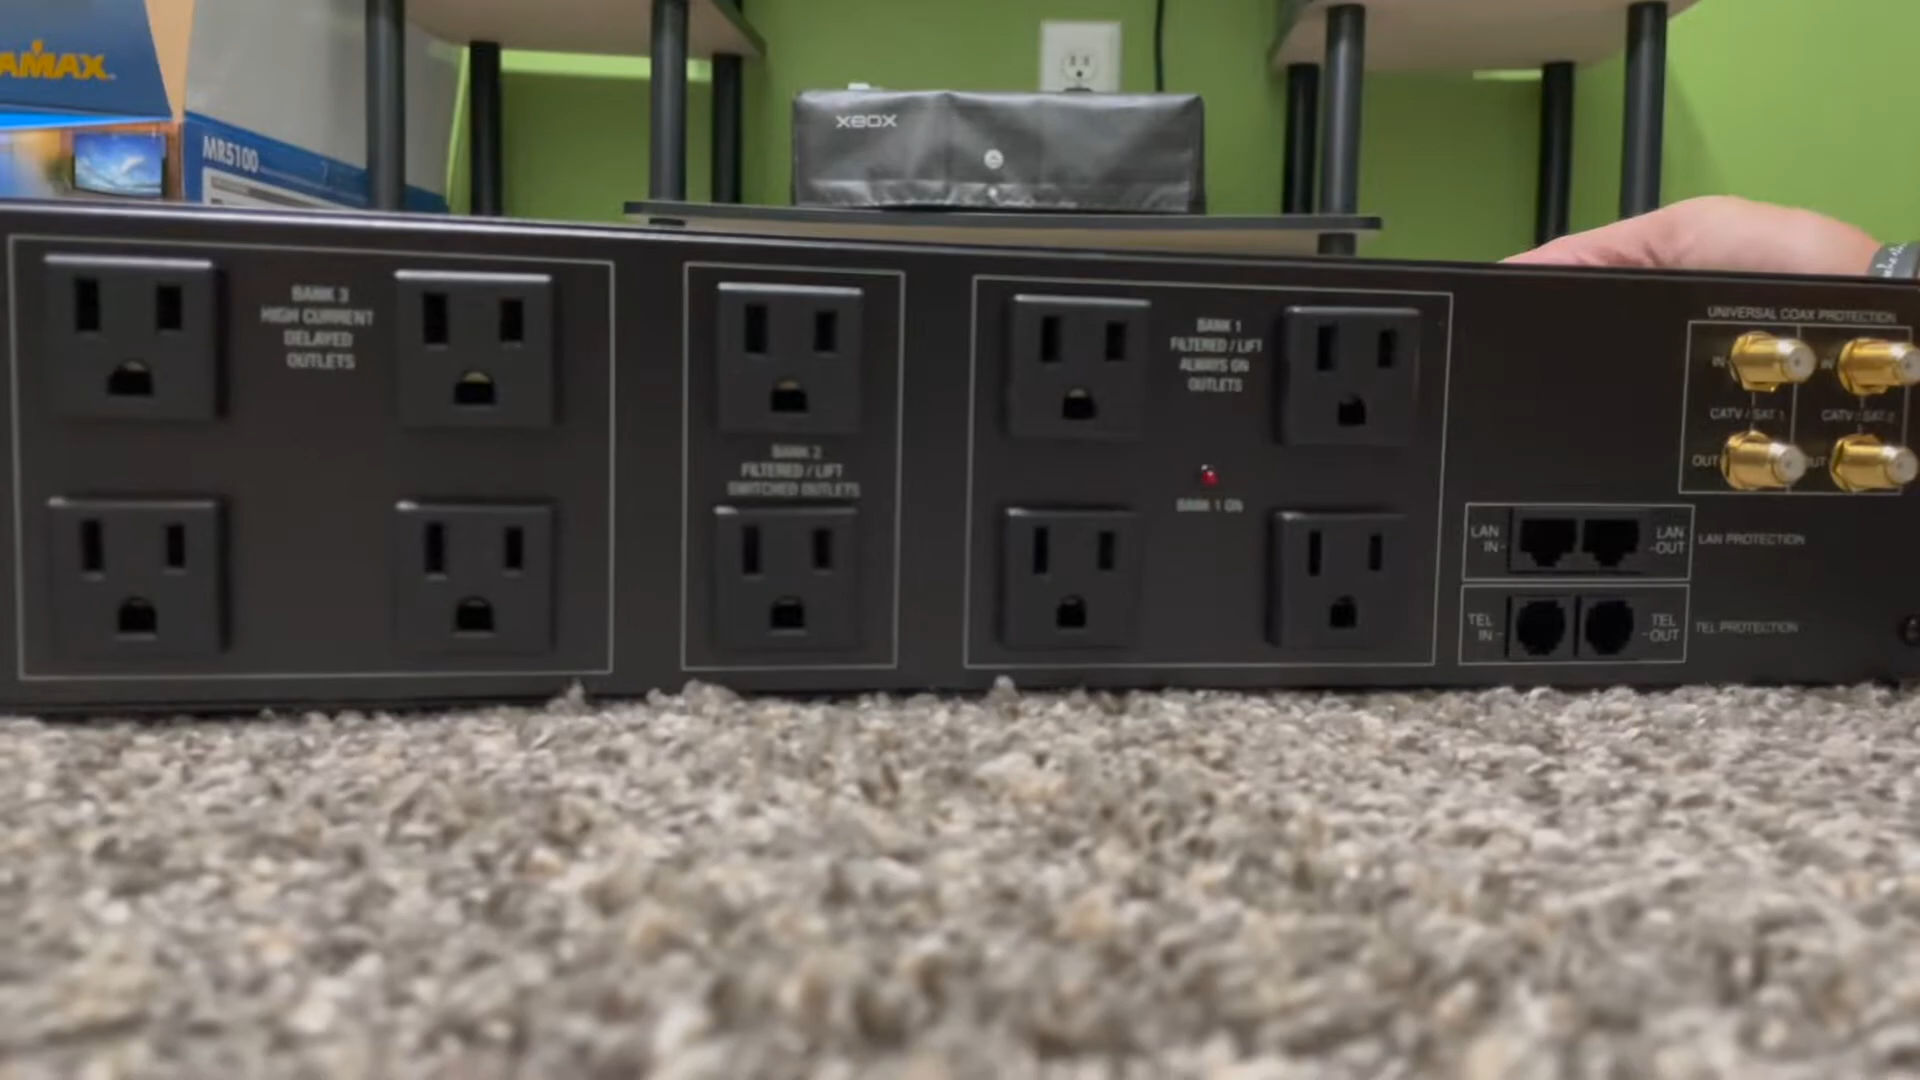 AMAX
MR5100
XBOX
BANK 3
HIGH CURRENT
DELAYED
OUTLETS
BANK 2
FILTERED / LIFT
SWITCHED OUTLETS
BANK 1
FILTERED / LIFT
ALWAYS ON
OUTLETS
BANK 1 ON
UNIVERSAL COAX PROTECTION
IN
IN
CATV / SAT 1
CATV / SAT 2
OUT
OUT
LAN
IN-
LAN
-OUT
LAN PROTECTION
TEL
IN-
TEL
-OUT
TEL PROTECTION